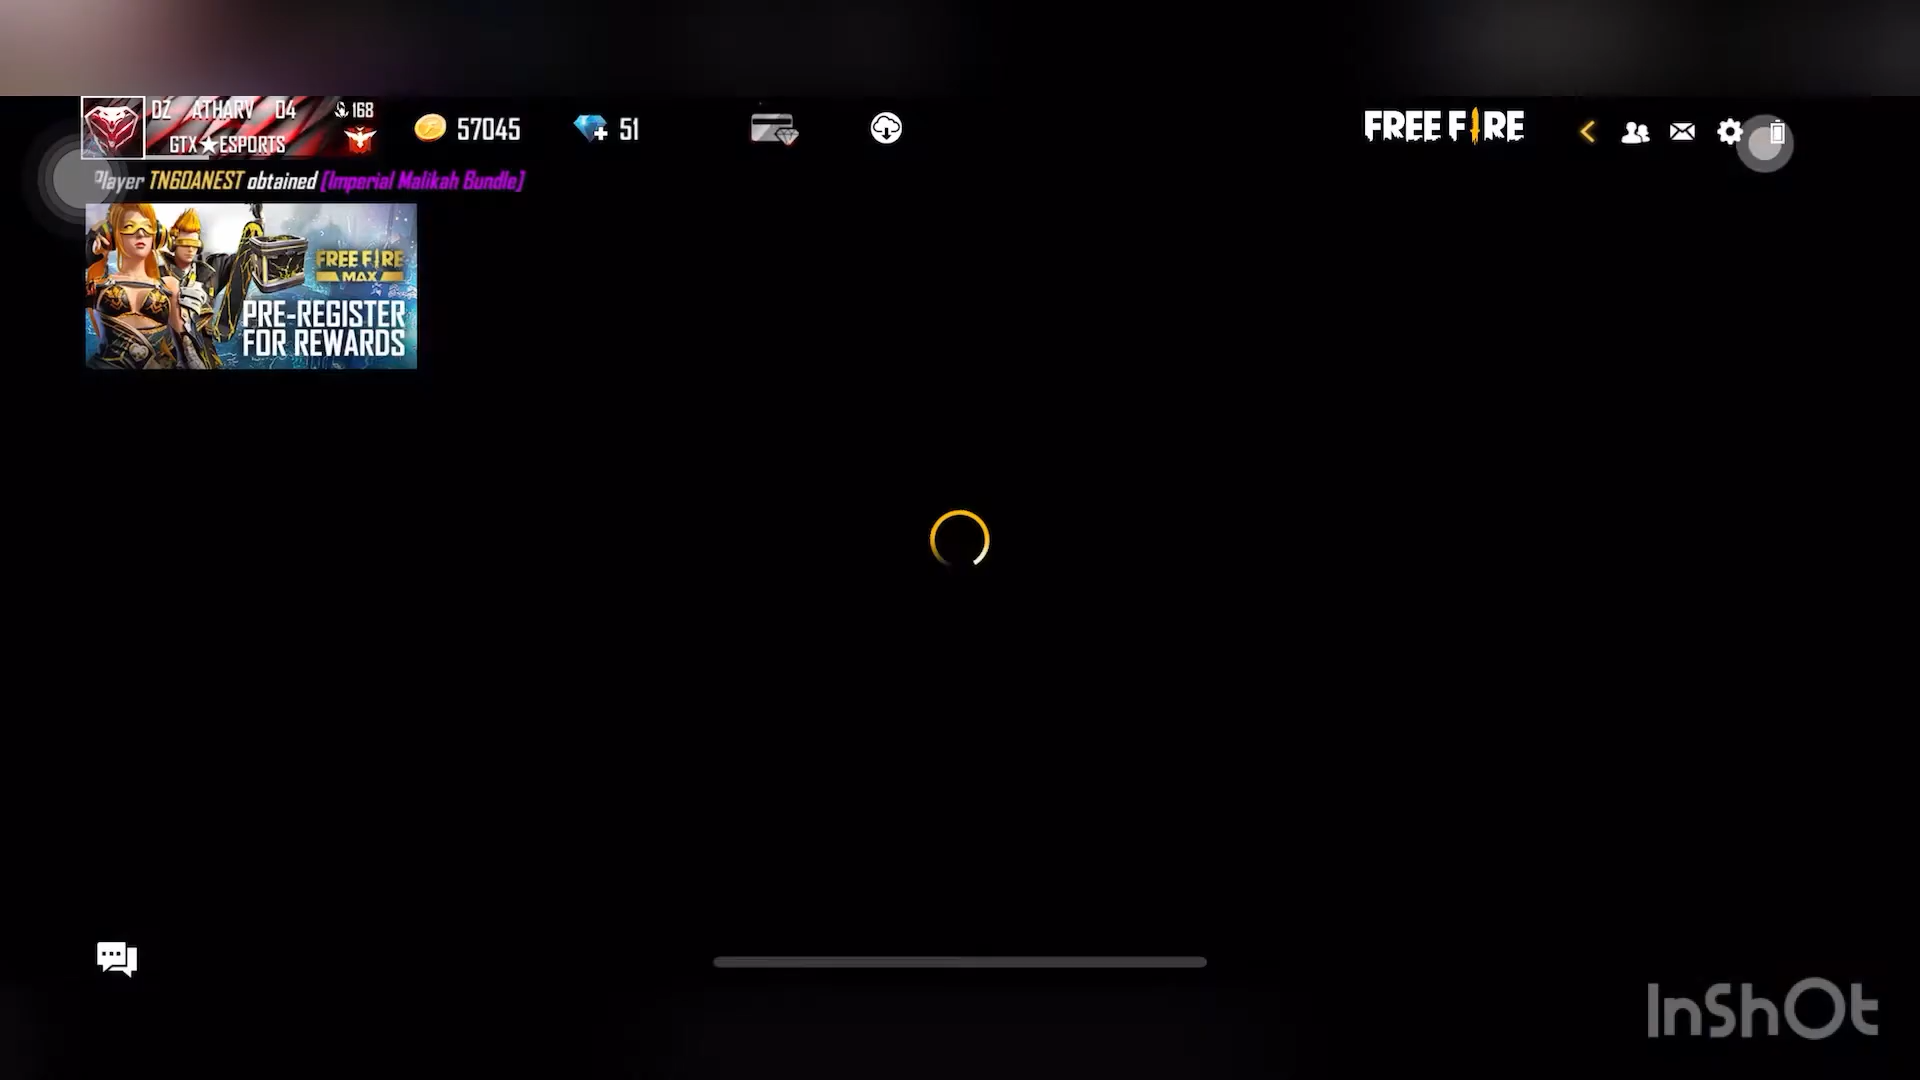 DZ ATHARV 04
168
GTX★ESPORTS
57045
51
FREE FIRE
Player TN60ANEST obtained [Imperial Malikah Bundle]
FREE FIRE
MAX
PRE-REGISTER
FOR REWARDS
InShOt